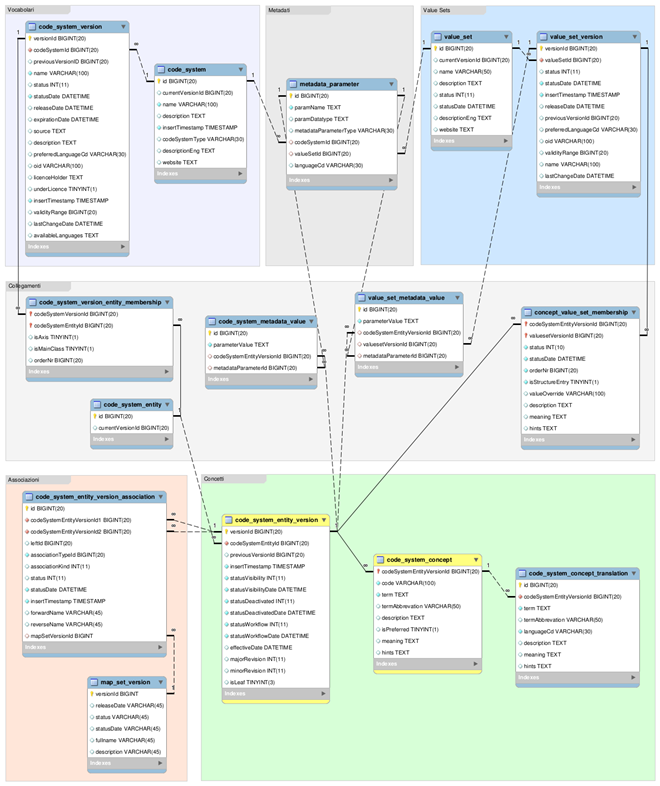 Vocabolari
code_system_version
versionId BIGINT(20)
codeSystemId BIGINT(20)
previousVersionID BIGINT(20)
name VARCHAR(100)
status INT(11)
statusDate DATETIME
releaseDate DATETIME
expirationDate DATETIME
source TEXT
description TEXT
preferredLanguageCd VARCHAR(30)
oid VARCHAR(100)
licenceHolder TEXT
underLicence TINYINT(1)
insertTimestamp TIMESTAMP
validityRange BIGINT(20)
lastChangeDate DATETIME
availableLanguages TEXT
Indexes
code_system
id BIGINT(20)
currentVersionId BIGINT(20)
name VARCHAR(100)
description TEXT
insertTimestamp TIMESTAMP
codeSystemType VARCHAR(30)
descriptionEng TEXT
website TEXT
Indexes
Metadati
metadata_parameter
id BIGINT(20)
paramName TEXT
paramDatatype TEXT
metadataParameterType VARCHAR(30)
codeSystemId BIGINT(20)
valueSetId BIGINT(20)
languageCd VARCHAR(30)
Indexes
Value Sets
value_set
id BIGINT(20)
currentVersionId BIGINT(20)
name VARCHAR(50)
description TEXT
status INT(11)
statusDate DATETIME
descriptionEng TEXT
website TEXT
Indexes
value_set_version
versionId BIGINT(20)
valueSetId BIGINT(20)
status INT(11)
statusDate DATETIME
insertTimestamp TIMESTAMP
releaseDate DATETIME
previousVersionId BIGINT(20)
preferredLanguageCd VARCHAR(30)
oid VARCHAR(100)
validityRange BIGINT(20)
name VARCHAR(100)
lastChangeDate DATETIME
Indexes
Collegamenti
code_system_version_entity_membership
codeSystemVersionId BIGINT(20)
codeSystemEntityId BIGINT(20)
isAxis TINYINT(1)
isMainClass TINYINT(1)
orderNr BIGINT(20)
Indexes
code_system_entity
id BIGINT(20)
currentVersionId BIGINT(20)
Indexes
code_system_metadata_value
id BIGINT(20)
parameterValue TEXT
codeSystemEntityVersionId BIGINT(20)
metadataParameterId BIGINT(20)
Indexes
value_set_metadata_value
id BIGINT(20)
parameterValue TEXT
codeSystemEntityVersionId BIGINT(20)
valuesetVersionId BIGINT(20)
metadataParameterId BIGINT(20)
Indexes
concept_value_set_membership
codeSystemEntityVersionId BIGINT(20)
valuesetVersionId BIGINT(20)
status INT(10)
statusDate DATETIME
orderNr BIGINT(20)
isStructureEntry TINYINT(1)
valueOverride VARCHAR(100)
description TEXT
meaning TEXT
hints TEXT
Indexes
Associazioni
code_system_entity_version_association
id BIGINT(20)
codeSystemEntityVersionId1 BIGINT(20)
codeSystemEntityVersionId2 BIGINT(20)
leftId BIGINT(20)
associationTypeId BIGINT(20)
associationKind INT(11)
status INT(11)
statusDate DATETIME
insertTimestamp TIMESTAMP
forwardName VARCHAR(45)
reverseName VARCHAR(45)
mapSetVersionId BIGINT
Indexes
map_set_version
versionId BIGINT
releaseDate VARCHAR(45)
status VARCHAR(45)
statusDate VARCHAR(45)
fullname VARCHAR(45)
description VARCHAR(45)
Indexes
Concetti
code_system_entity_version
versionId BIGINT(20)
codeSystemEntityId BIGINT(20)
previousVersionId BIGINT(20)
insertTimestamp TIMESTAMP
statusVisibility INT(11)
statusVisibilityDate DATETIME
statusDeactivated INT(11)
statusDeactivatedDate DATETIME
statusWorkflow INT(11)
statusWorkflowDate DATETIME
effectiveDate DATETIME
majorRevision INT(11)
minorRevision INT(11)
isLeaf TINYINT(3)
Indexes
code_system_concept
codeSystemEntityVersionId BIGINT(20)
code VARCHAR(100)
term TEXT
termAbbrevation VARCHAR(50)
description TEXT
isPreferred TINYINT(1)
meaning TEXT
hints TEXT
Indexes
code_system_concept_translation
id BIGINT(20)
codeSystemEntityVersionId BIGINT(20)
term TEXT
termAbbrevation VARCHAR(50)
languageCd VARCHAR(30)
description TEXT
meaning TEXT
hints TEXT
Indexes